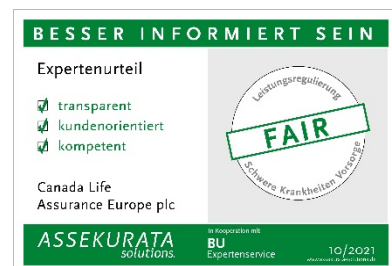 BESSER INFORMIERT SEIN
Expertenurteil
transparent
kundenorientiert
kompetent
Canada Life
Assurance Europe plc
Leistungsregulierung
FAIR
Schwere Krankheiten Vorsorge
ASSEKURATA
solutions
In Kooperation mit:
BU
Expertenservice
10/2021